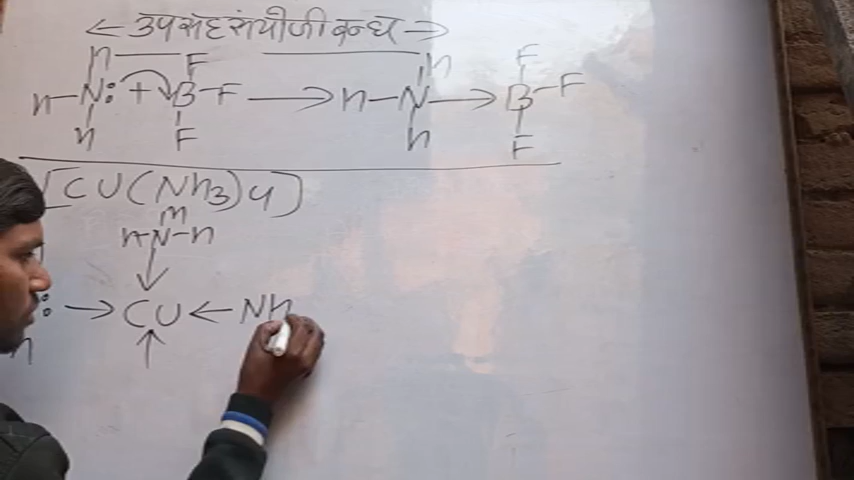 ← उपसहसंयोजी बन्ध →
n F n F
n-N: + B-F → n-N → B-F
n F n F
[CU(Nh3)4]
n-N-n
: → CU ← Nh
n